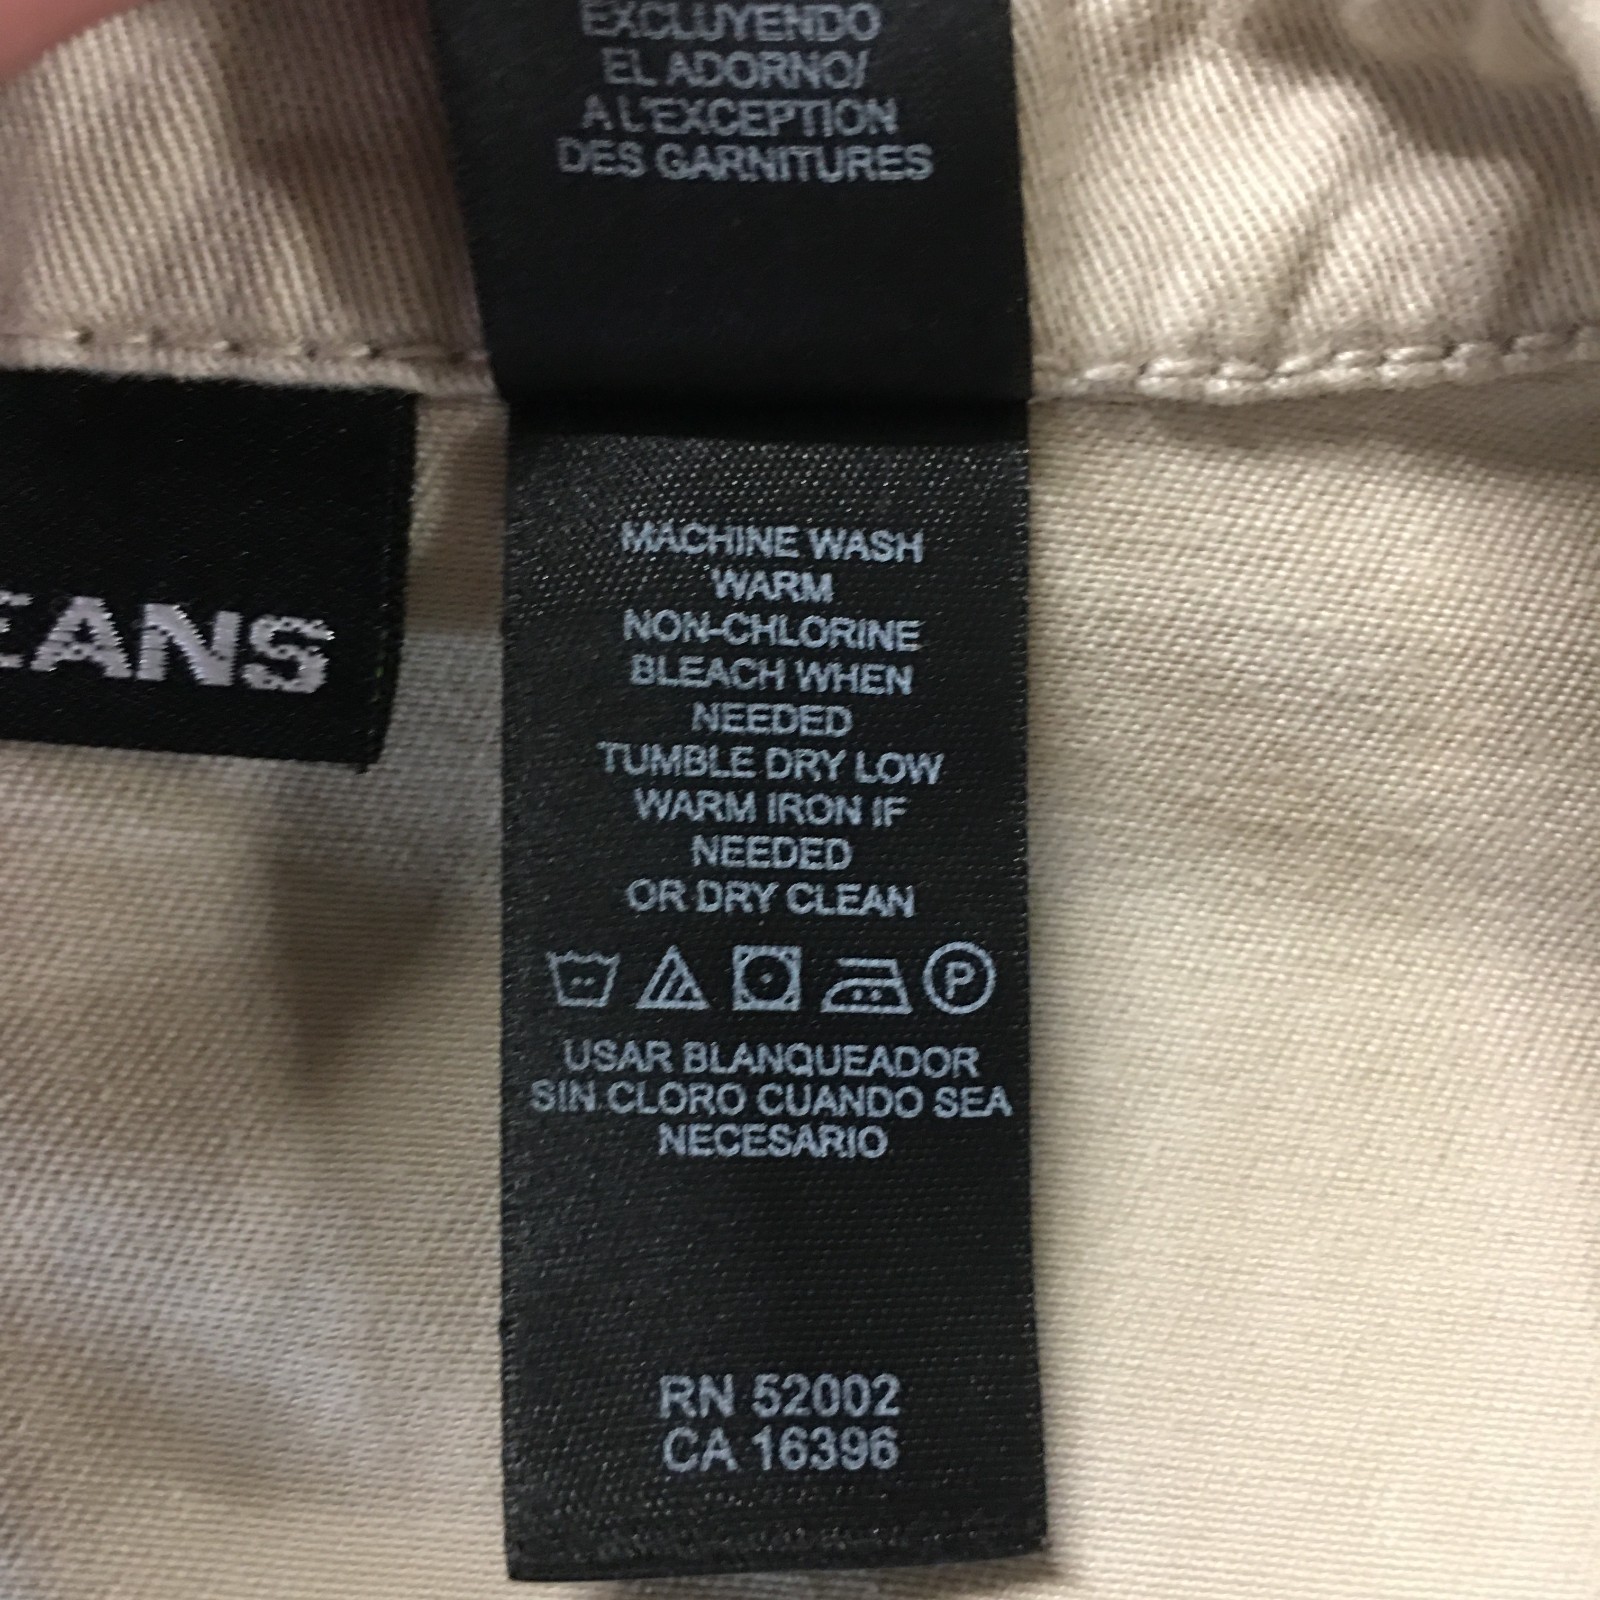 EXCLUYENDO
EL ADORNO/
A L'EXCEPTION
DES GARNITURES
EANS
MACHINE WASH
WARM
NON-CHLORINE
BLEACH WHEN
NEEDED
TUMBLE DRY LOW
WARM IRON IF
NEEDED
OR DRY CLEAN
P
USAR BLANQUEADOR
SIN CLORO CUANDO SEA
NECESARIO
RN 52002
CA 16396